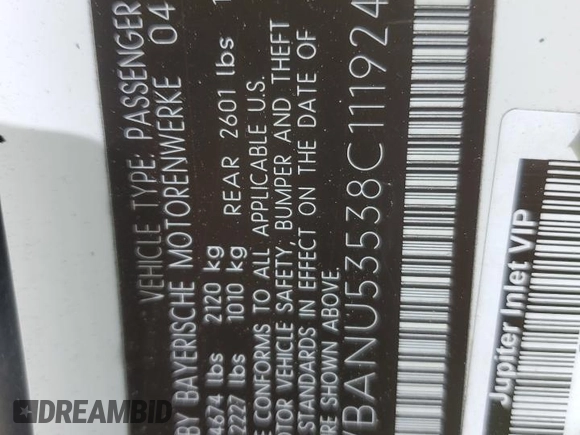 VEHICLE TYPE: PASSENGER
BY BAYERISCHE MOTORENWERKE 04
4674 lbs 2120 kg
2227 lbs 1010 kg REAR 2601 lbs
CONFORMS TO ALL APPLICABLE U.S.
VEHICLE SAFETY, BUMPER AND THEFT
IN EFFECT ON THE DATE OF
SHOWN ABOVE.
BANU53538C111924
Jupiter Inlet VIP
DREAMBID